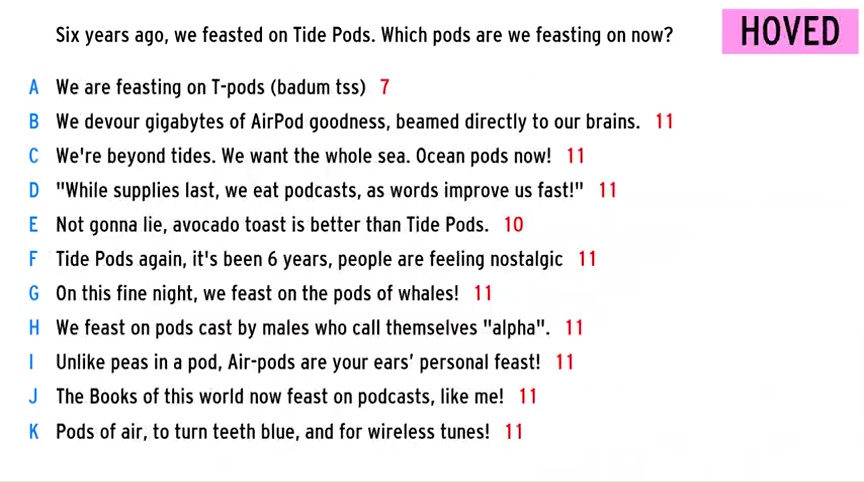 Six years ago, we feasted on Tide Pods. Which pods are we feasting on now?
HOVED
A We are feasting on T-pods (badum tss) 7
B We devour gigabytes of AirPod goodness, beamed directly to our brains. 11
C We're beyond tides. We want the whole sea. Ocean pods now! 11
D "While supplies last, we eat podcasts, as words improve us fast!" 11
E Not gonna lie, avocado toast is better than Tide Pods. 10
F Tide Pods again, it's been 6 years, people are feeling nostalgic 11
G On this fine night, we feast on the pods of whales! 11
H We feast on pods cast by males who call themselves "alpha". 11
I Unlike peas in a pod, Air-pods are your ears’ personal feast! 11
J The Books of this world now feast on podcasts, like me! 11
K Pods of air, to turn teeth blue, and for wireless tunes! 11